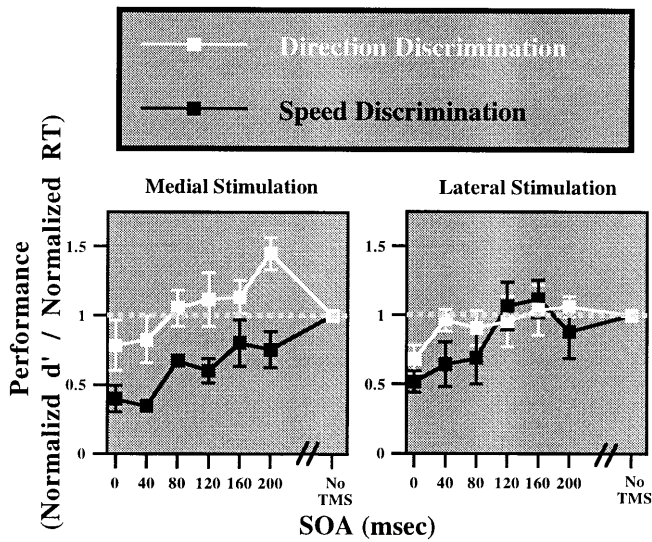 Direction Discrimination
Speed Discrimination
Performance
(Normalizd d' / Normalized RT)
Medial Stimulation
1.5
1
0.5
0
0 40 80 120 160 200 No TMS
Lateral Stimulation
1.5
1
0.5
0
0 40 80 120 160 200 No TMS
SOA (msec)